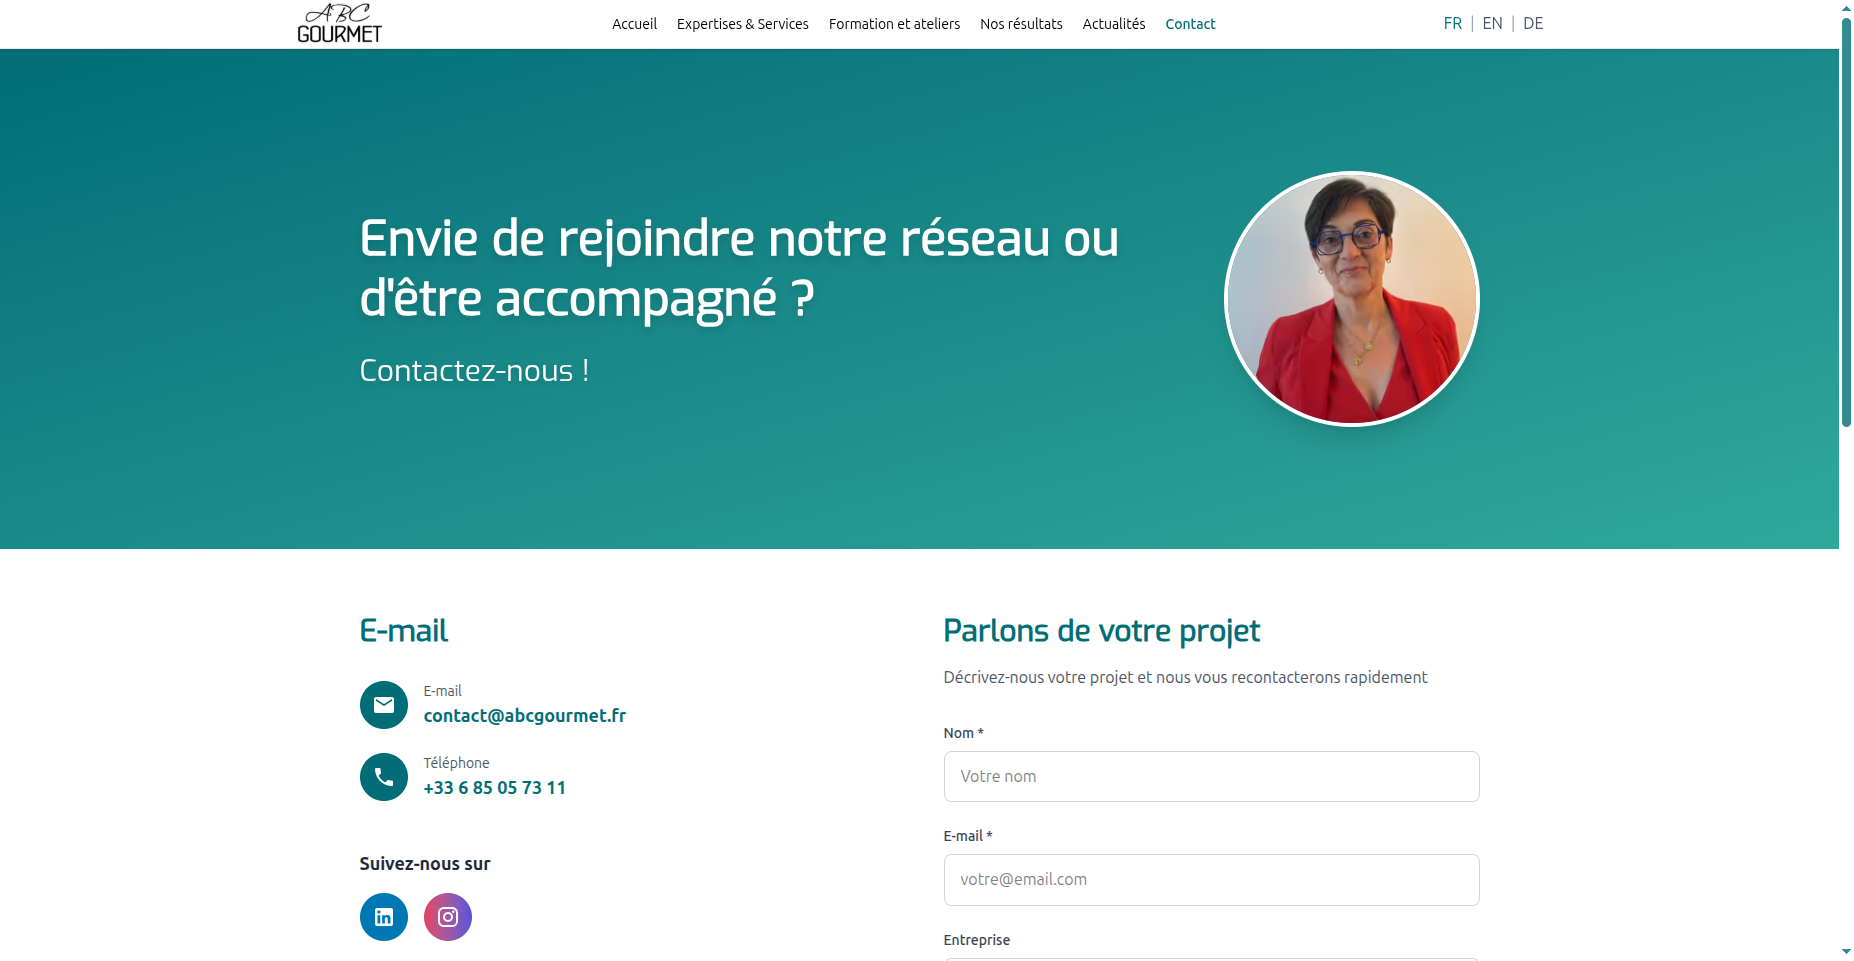 ABC
GOURMET
Accueil
Expertises & Services
Formation et ateliers
Nos résultats
Actualités
Contact
FR | EN | DE
Envie de rejoindre notre réseau ou
d'être accompagné ?
Contactez-nous !
E-mail
E-mail
contact@abcgourmet.fr
Téléphone
+33 6 85 05 73 11
Suivez-nous sur
in
Parlons de votre projet
Décrivez-nous votre projet et nous vous recontacterons rapidement
Nom *
Votre nom
E-mail *
votre@email.com
Entreprise